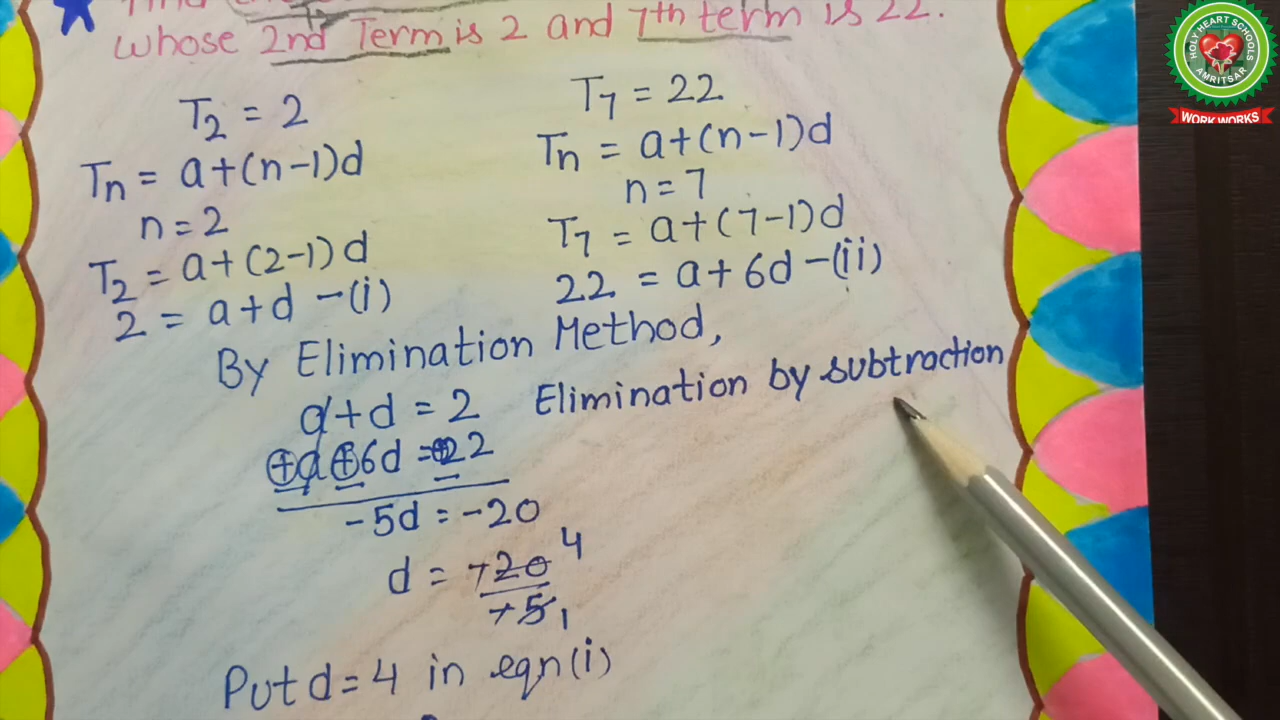 whose 2nd Term is 2 and 7th term is 22.
T2 = 2
Tn = a+(n-1)d
n = 2
T2 = a+(2-1)d
2 = a+d -(i)
T7 = 22
Tn = a+(n-1)d
n = 7
T7 = a+(7-1)d
22 = a+6d -(ii)
By Elimination Method,
a+d = 2 Elimination by subtraction
+a+6d = +22
-5d = -20
d = -20 4
-5 1
Put d = 4 in eqn(i)
HOLY HEART SCHOOLS
AMRITSAR
WORK WORKS